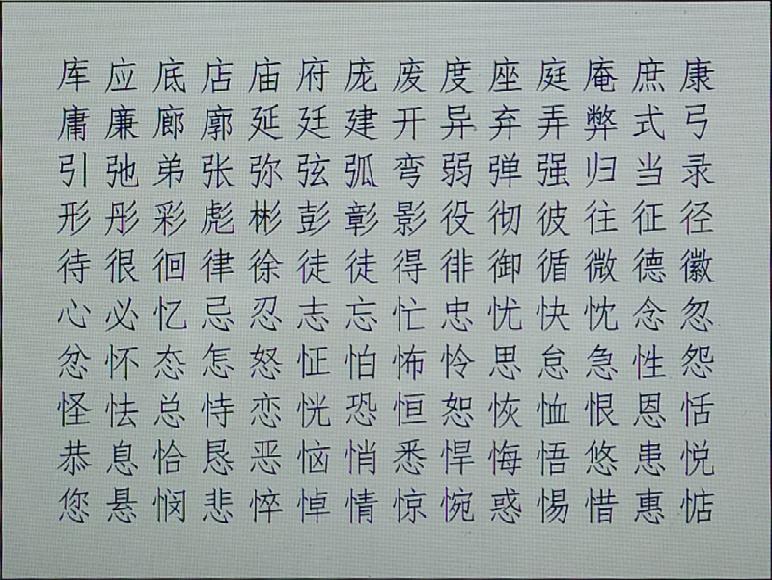 库应底店庙府庞废度座庭庵庶康
庸廉廊廓延廷建开异弃弄弊式弓
引弛弟张弥弦弧弯弱弹强归当录
形彤彩彪彬彭彰影役彻彼往征径
待很徊律徐徒徒得徘御循微德徽
心必忆忌忍志忘忙忠忧快忱念忽
忿怀态怎怒怔怕怖怜思怠急性怨
怪怯总恃恋恍恐恒恕恢恤恨恩恬
恭息恰恳恶恼悄悉悍悔悟悠患悦
您悬悯悲悴悼情惊惋惑惕惜惠惦